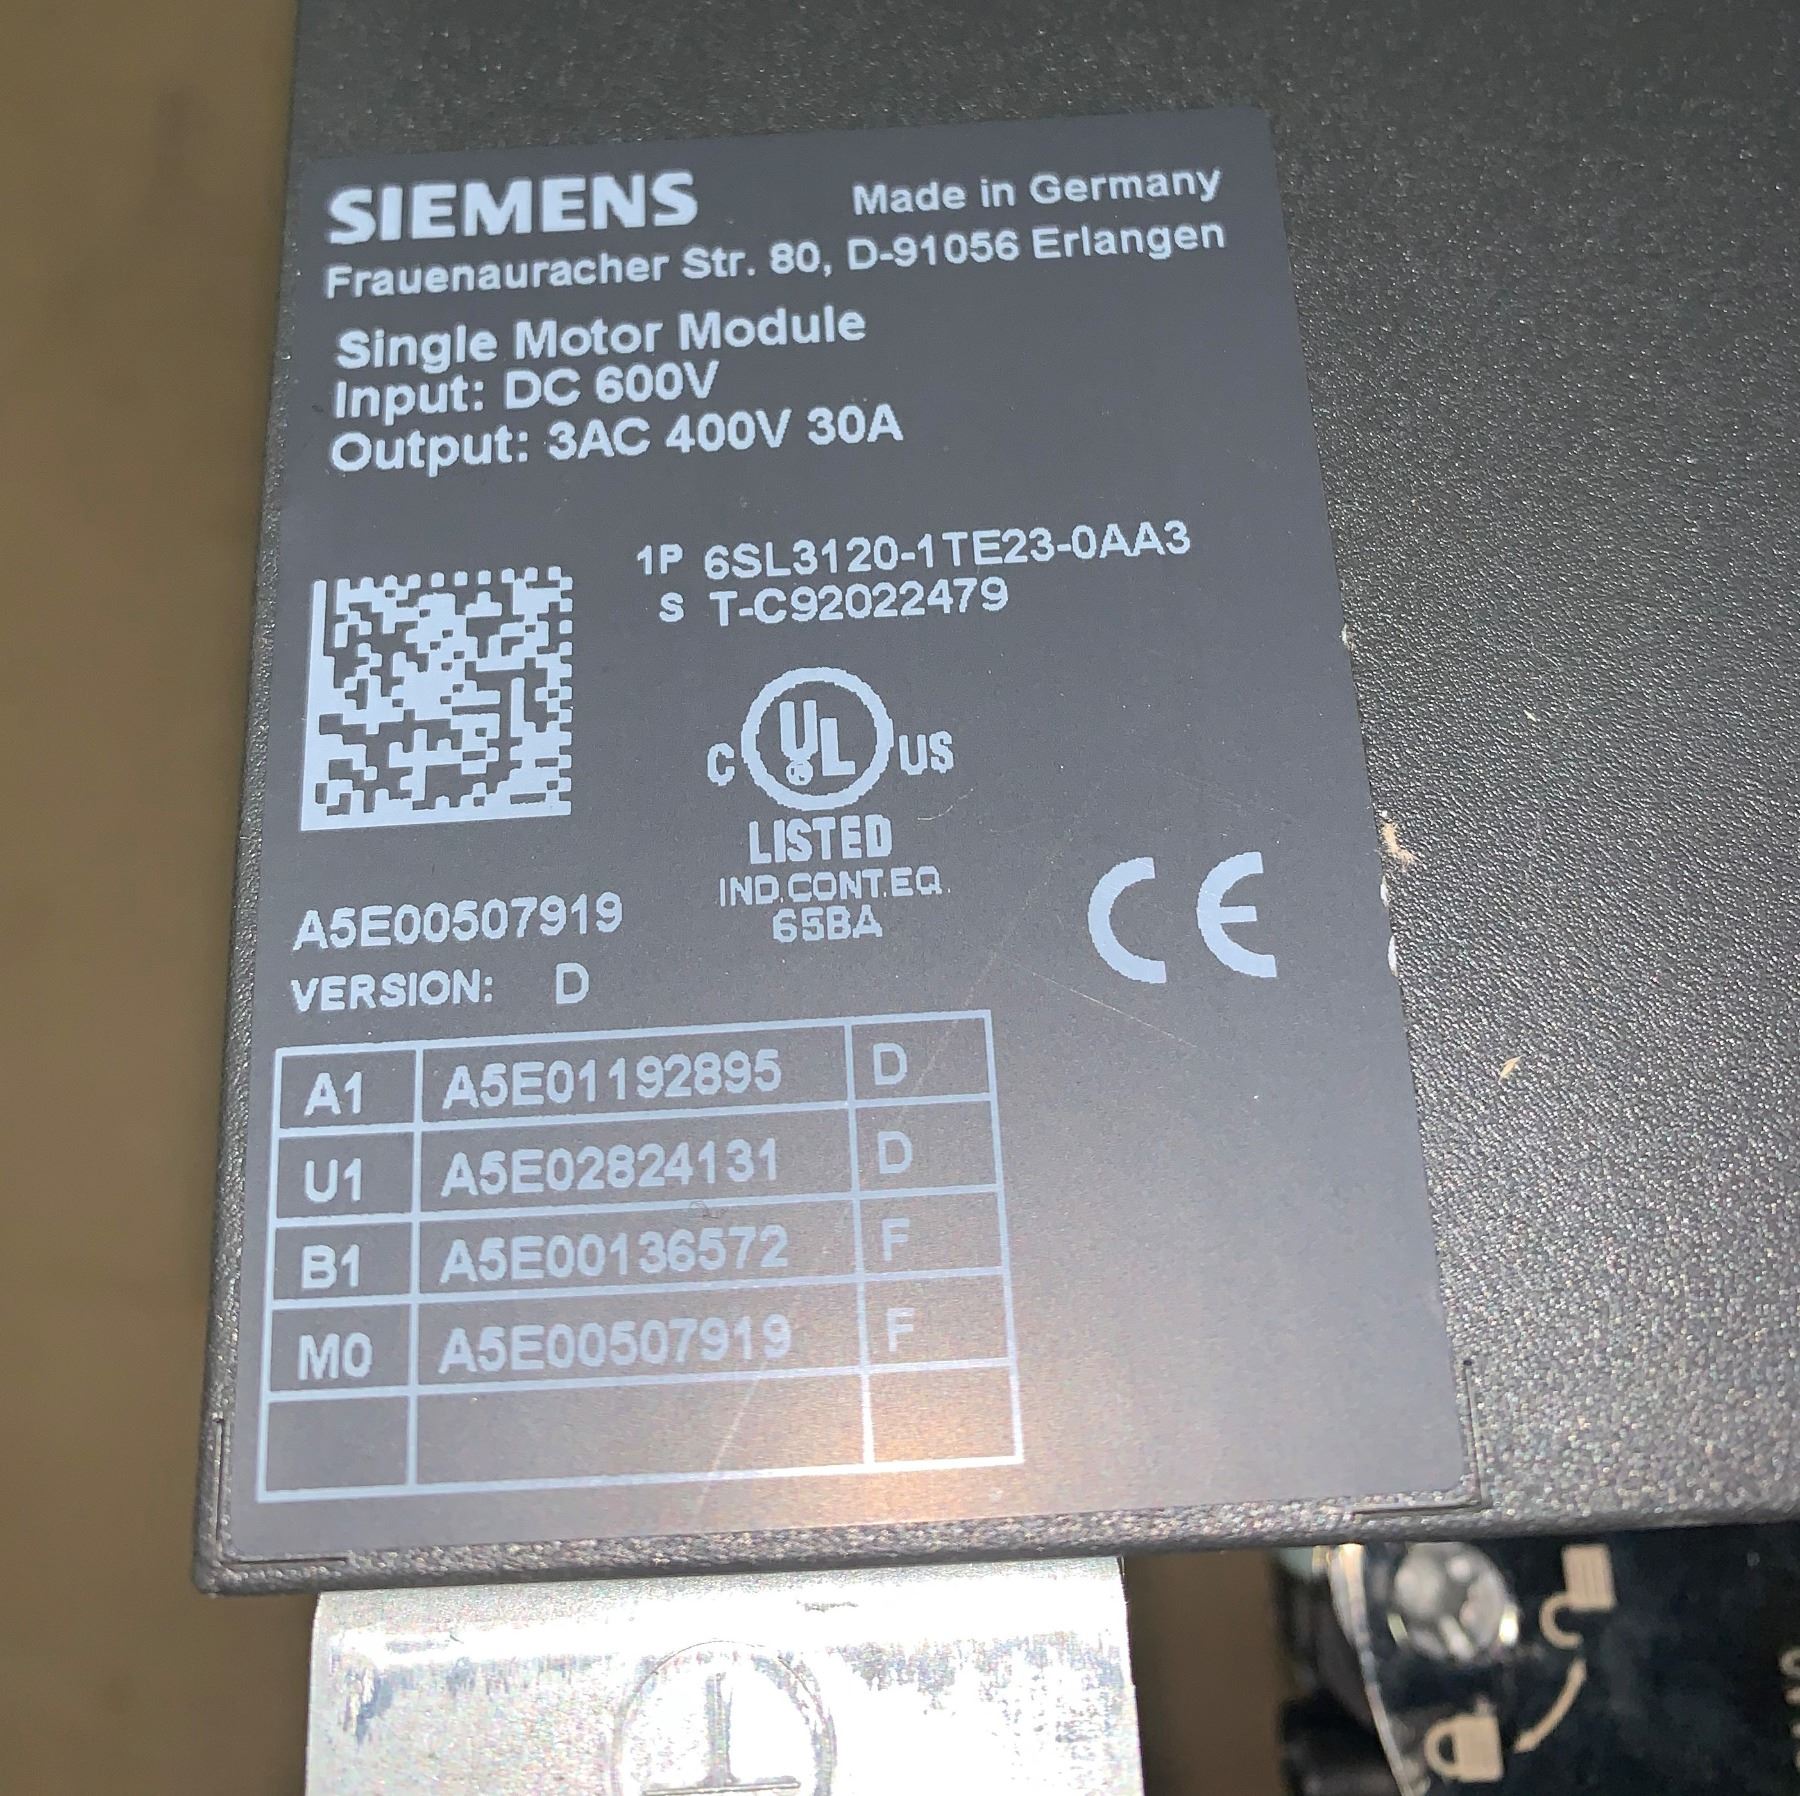 SIEMENS Made in Germany
Frauenauracher Str. 80, D-91056 Erlangen
Single Motor Module
Input: DC 600V
Output: 3AC 400V 30A
1P 6SL3120-1TE23-0AA3
S T-C92022479
C UL US
LISTED
IND.CONT.EQ.
65BA
CE
A5E00507919
VERSION: D
A1 A5E01192895 D
U1 A5E02824131 D
B1 A5E00136572 F
M0 A5E00507919 F